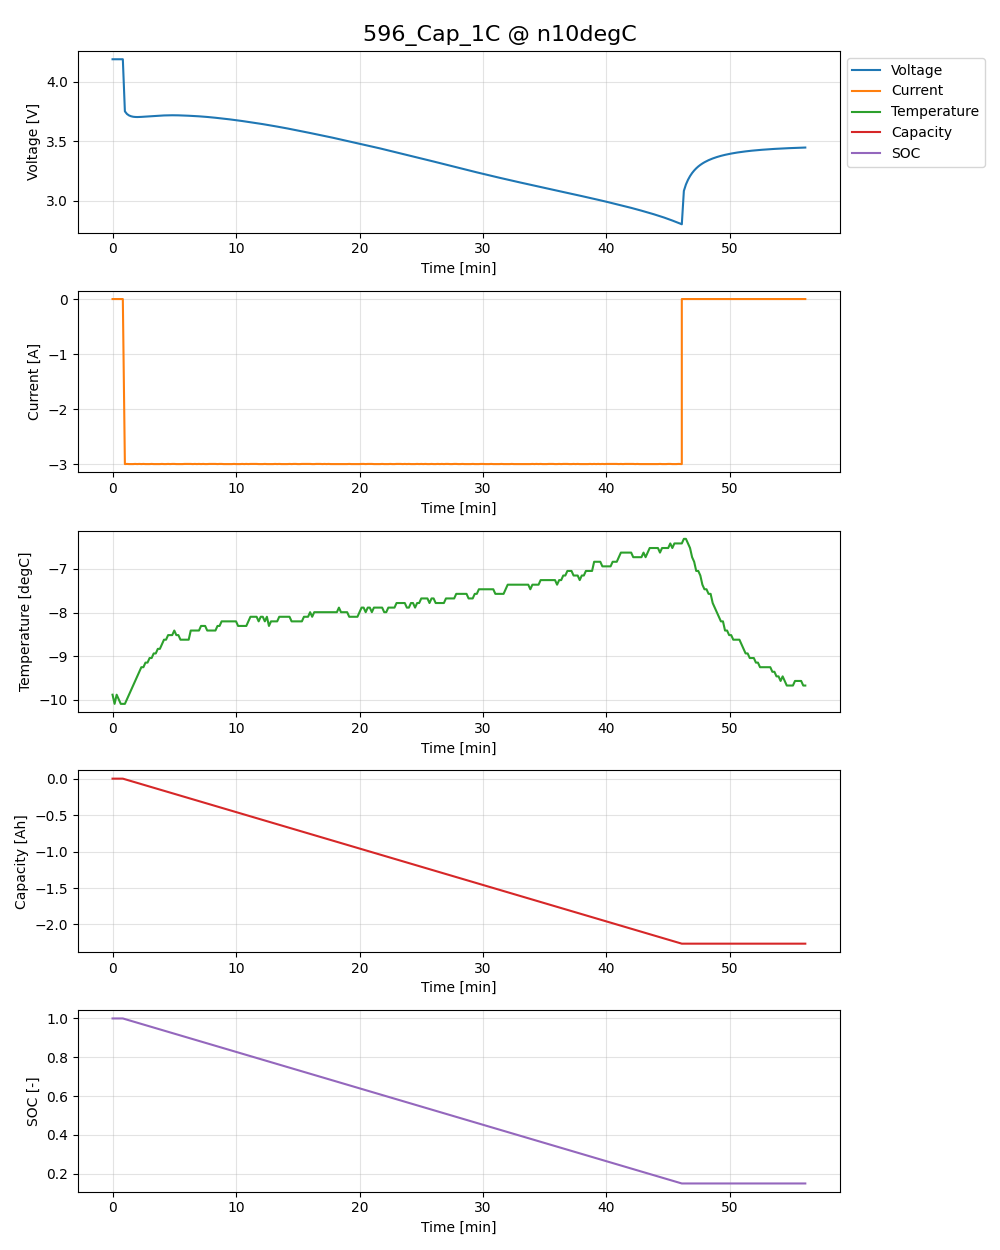 596_Cap_1C @ n10degC
Voltage
Current
Temperature
Capacity
SOC
Voltage [V]
4.0
3.5
3.0
0 10 20 30 40 50
Time [min]
Current [A]
0
−1
−2
−3
0 10 20 30 40 50
Time [min]
Temperature [degC]
−7
−8
−9
−10
0 10 20 30 40 50
Time [min]
Capacity [Ah]
0.0
−0.5
−1.0
−1.5
−2.0
0 10 20 30 40 50
Time [min]
SOC [-]
1.0
0.8
0.6
0.4
0.2
0 10 20 30 40 50
Time [min]